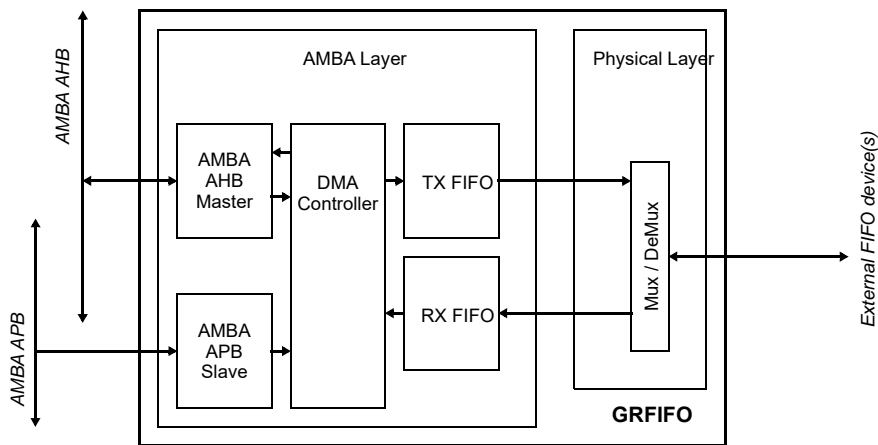 AMBA Layer
Physical Layer
AMBA AHB
AMBA
AHB
Master
DMA
Controller
TX FIFO
External FIFO device(s)
Mux / DeMux
RX FIFO
AMBA APB
AMBA
APB
Slave
GRFIFO